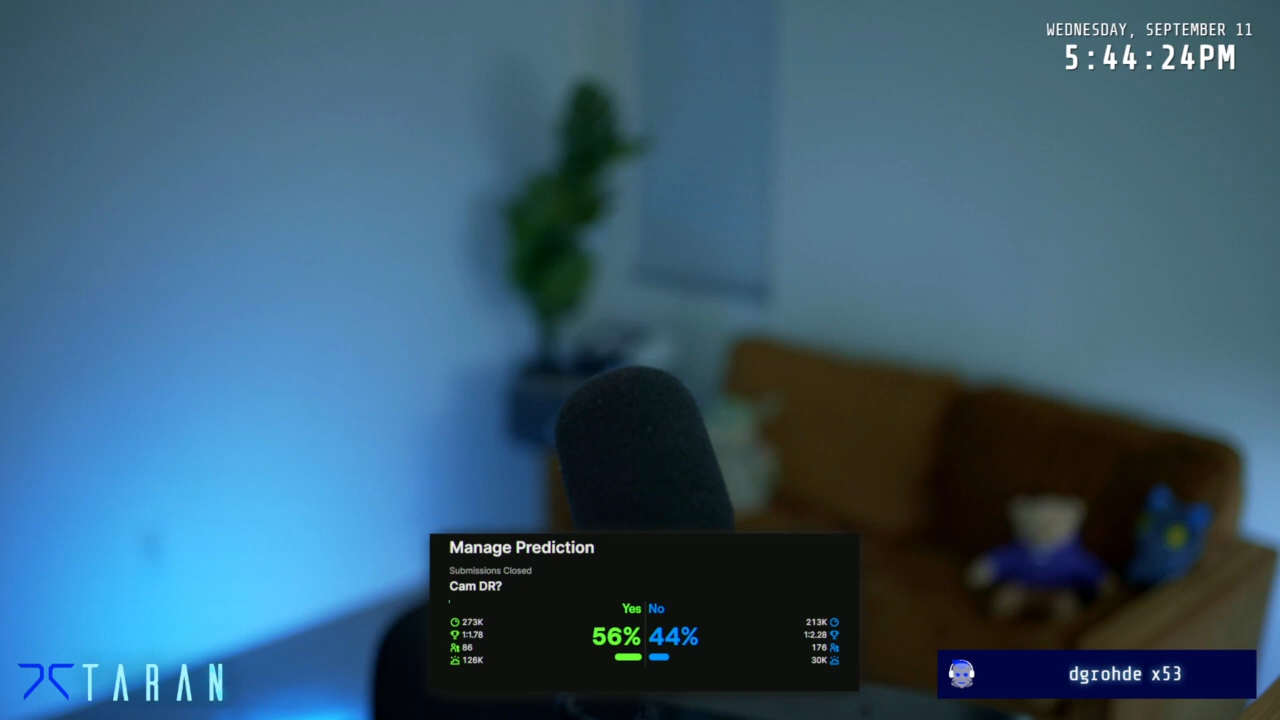 WEDNESDAY, SEPTEMBER 11
5:44:24PM
Manage Prediction
Submissions Closed
Cam DR?
Yes No
273K
1:1.78
86
126K
56% 44%
213K
1:2.28
176
30K
TARAN
dgrohde x53